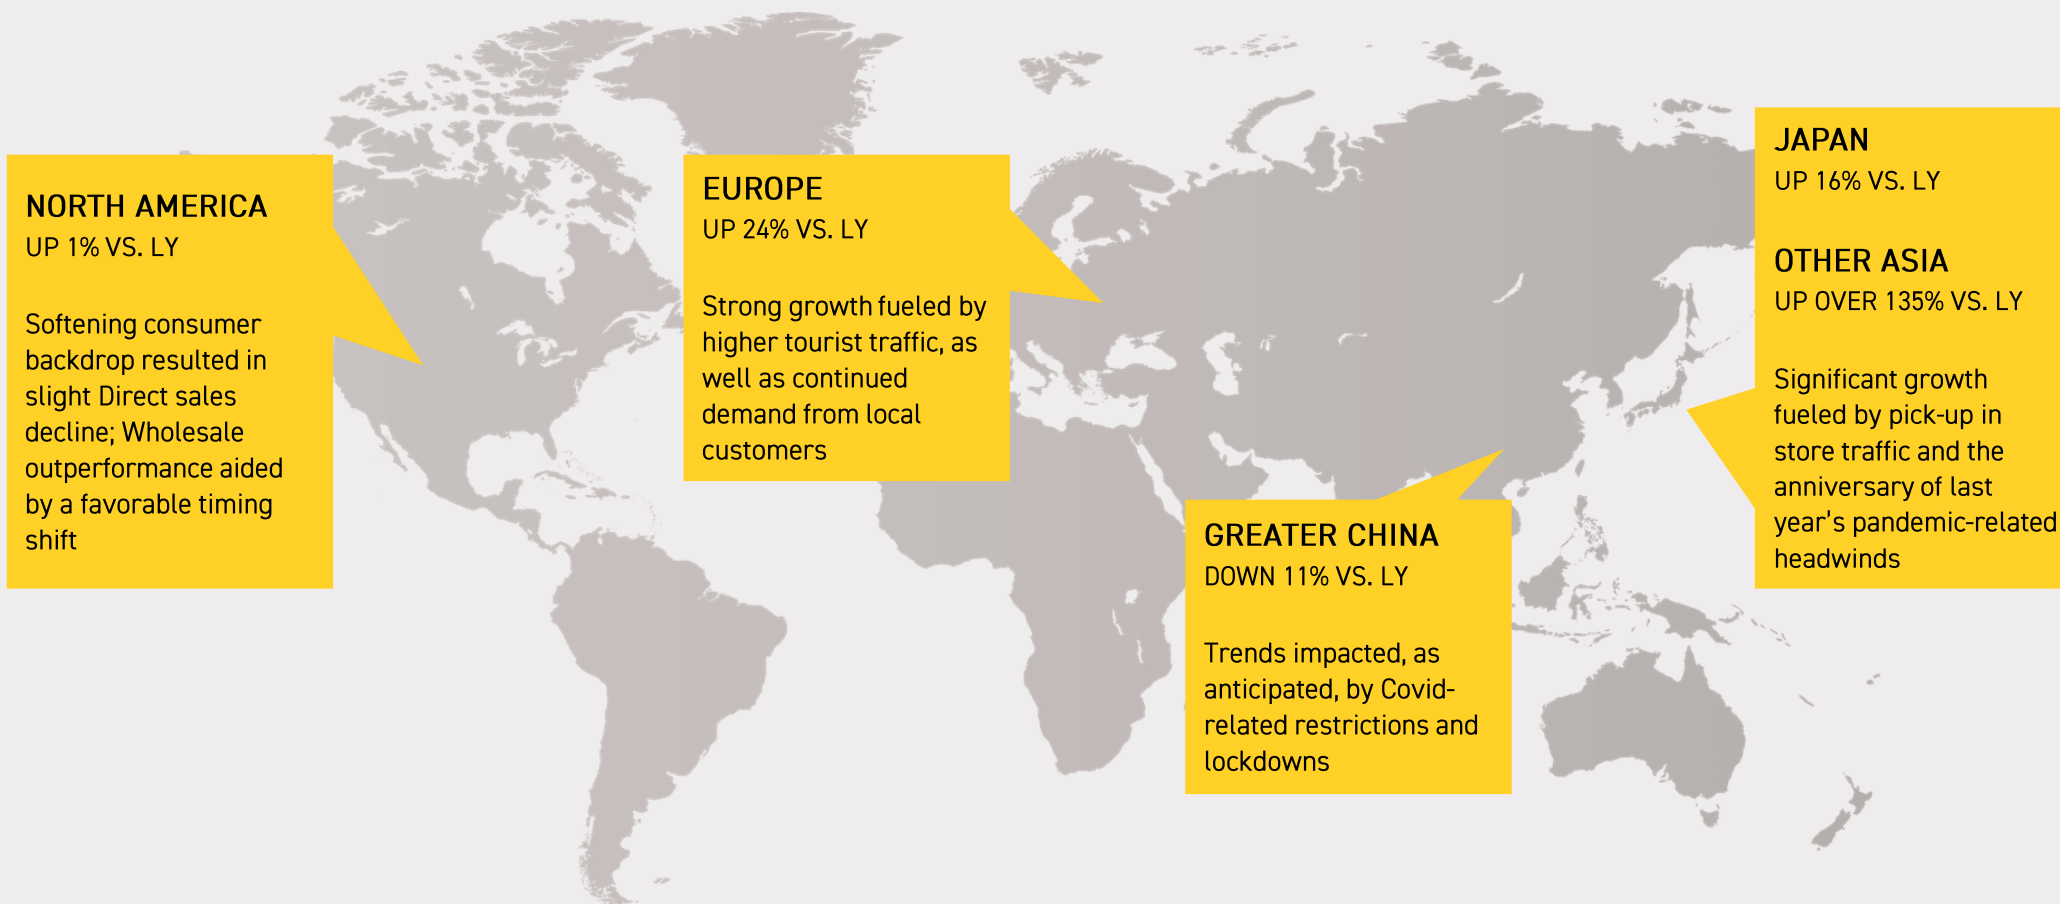 NORTH AMERICA
UP 1% VS. LY
Softening consumer
backdrop resulted in
slight Direct sales
decline; Wholesale
outperformance aided
by a favorable timing
shift
EUROPE
UP 24% VS. LY
Strong growth fueled by
higher tourist traffic, as
well as continued
demand from local
customers
GREATER CHINA
DOWN 11% VS. LY
Trends impacted, as
anticipated, by Covid-
related restrictions and
lockdowns
JAPAN
UP 16% VS. LY
OTHER ASIA
UP OVER 135% VS. LY
Significant growth
fueled by pick-up in
store traffic and the
anniversary of last
year's pandemic-related
headwinds